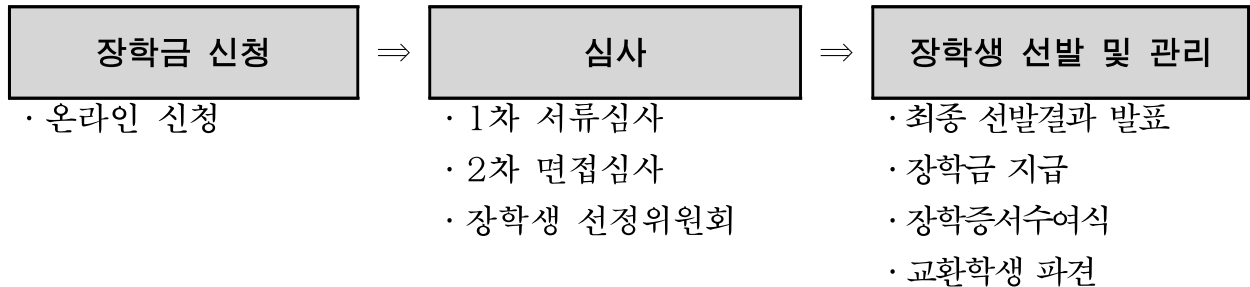 장학금 신청 ⇒ 심사 ⇒ 장학생 선발 및 관리
· 온라인 신청
· 1차 서류심사
· 2차 면접심사
· 장학생 선정위원회
· 최종 선발결과 발표
· 장학금 지급
· 장학증서수여식
· 교환학생 파견